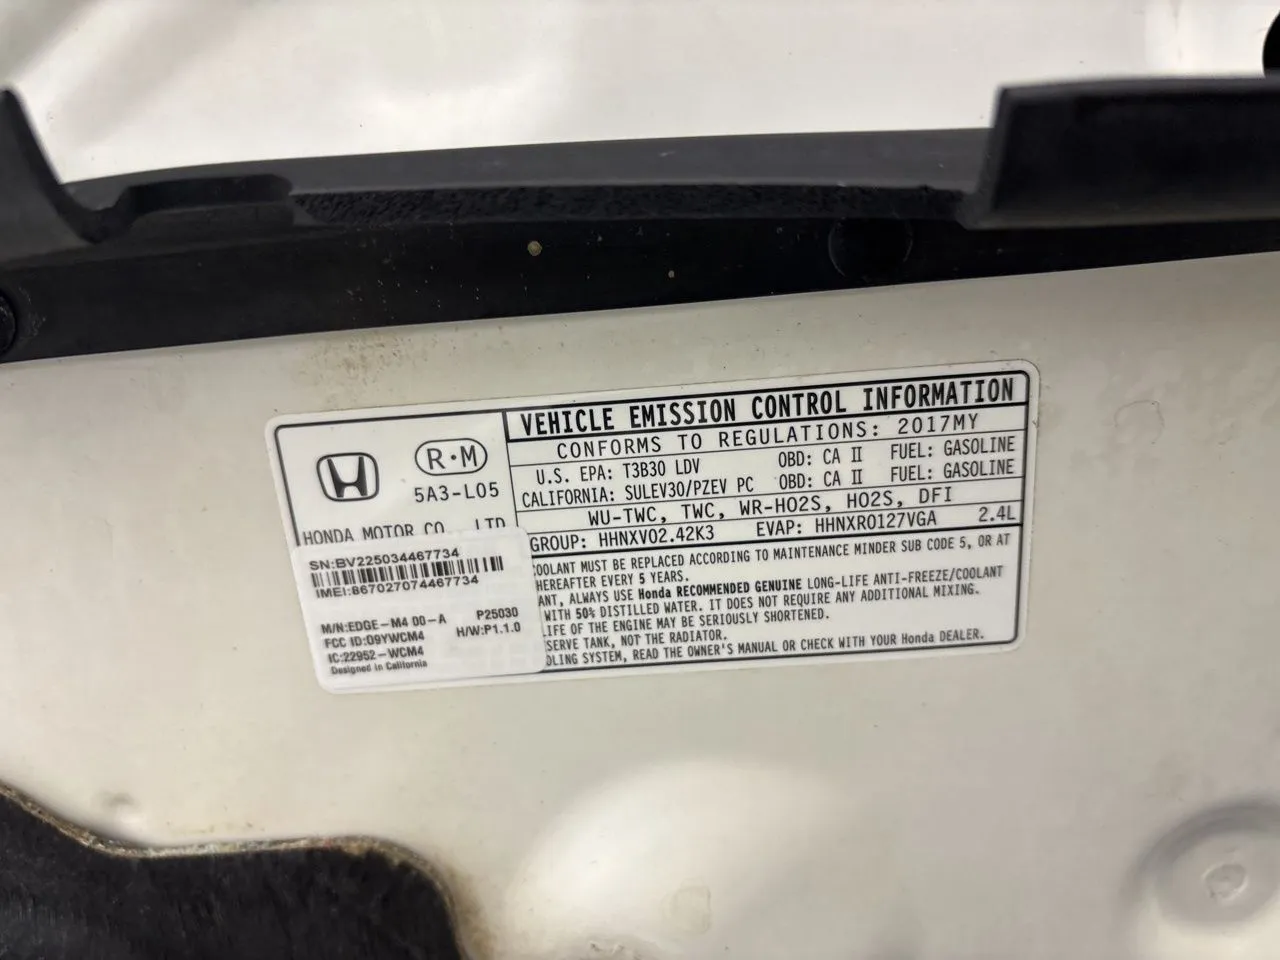 VEHICLE EMISSION CONTROL INFORMATION
CONFORMS TO REGULATIONS: 2017MY
R·M
5A3-L05
HONDA MOTOR CO., LTD.
U.S. EPA: T3B30 LDV OBD: CA II FUEL: GASOLINE
CALIFORNIA: SULEV30/PZEV PC OBD: CA II FUEL: GASOLINE
WU-TWC, TWC, WR-HO2S, HO2S, DFI
GROUP: HHNXV02.42K3 EVAP: HHNXR0127VGA 2.4L
COOLANT MUST BE REPLACED ACCORDING TO MAINTENANCE MINDER SUB CODE 5, OR AT
HEREAFTER EVERY 5 YEARS.
ANT, ALWAYS USE Honda RECOMMENDED GENUINE LONG-LIFE ANTI-FREEZE/COOLANT
WITH 50% DISTILLED WATER. IT DOES NOT REQUIRE ANY ADDITIONAL MIXING.
LIFE OF THE ENGINE MAY BE SERIOUSLY SHORTENED.
SERVE TANK, NOT THE RADIATOR.
OLING SYSTEM, READ THE OWNER'S MANUAL OR CHECK WITH YOUR Honda DEALER.
SN:BV225034467734
IMEI:867027074467734
M/N:EDGE-M4 00-A P25030
FCC ID:O9YWCM4 H/W:P1.1.0
IC:22952-WCM4
Designed in California